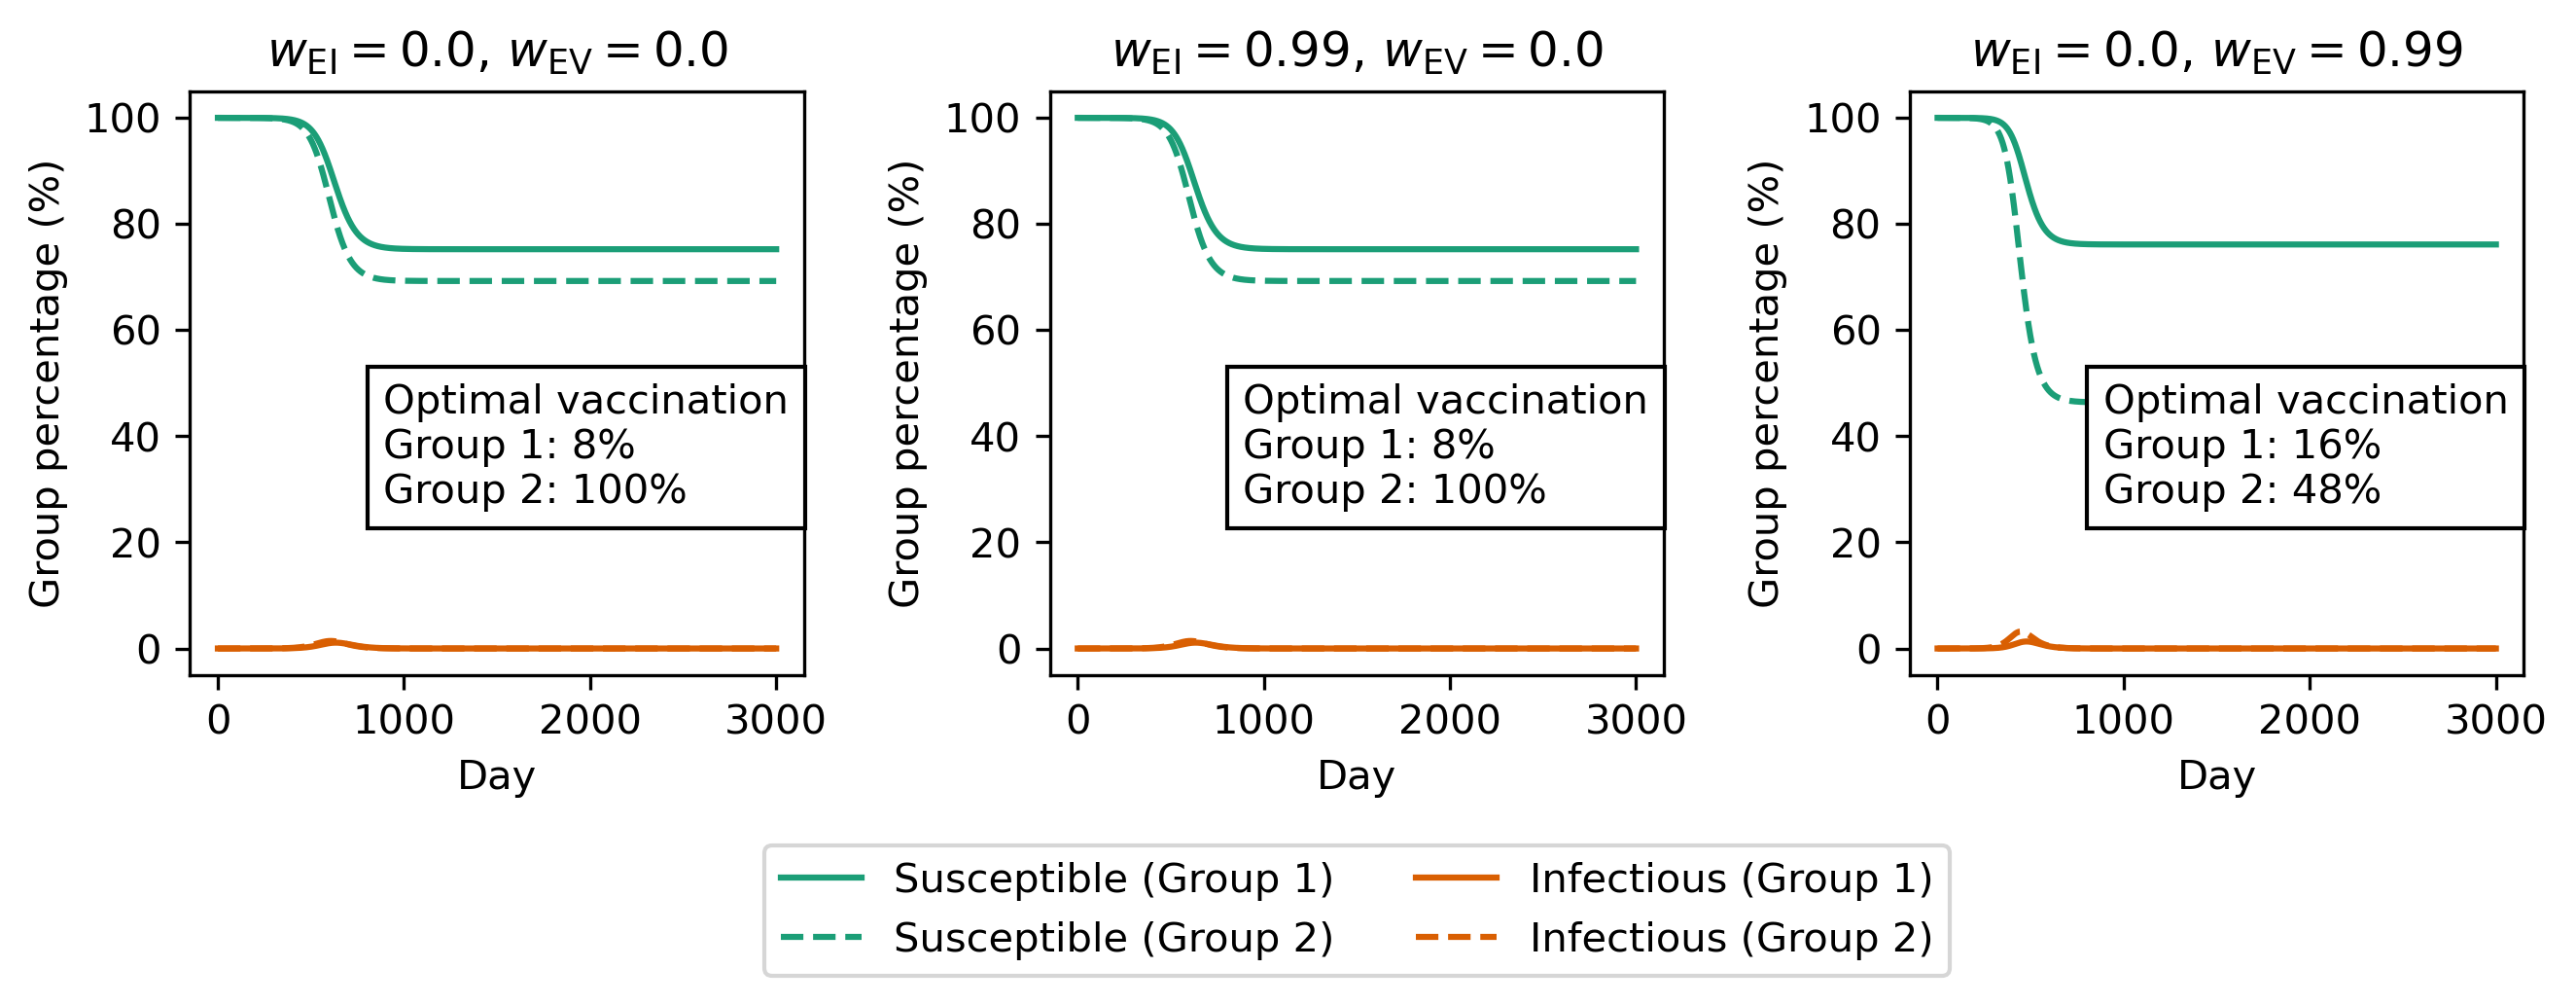 w_EI = 0.0, w_EV = 0.0
100
80
60
40
20
0
Group percentage (%)
Optimal vaccination
Group 1: 8%
Group 2: 100%
0 1000 2000 3000
Day
w_EI = 0.99, w_EV = 0.0
100
80
60
40
20
0
Group percentage (%)
Optimal vaccination
Group 1: 8%
Group 2: 100%
0 1000 2000 3000
Day
w_EI = 0.0, w_EV = 0.99
100
80
60
40
20
0
Group percentage (%)
Optimal vaccination
Group 1: 16%
Group 2: 48%
0 1000 2000 3000
Day
Susceptible (Group 1)
Susceptible (Group 2)
Infectious (Group 1)
Infectious (Group 2)